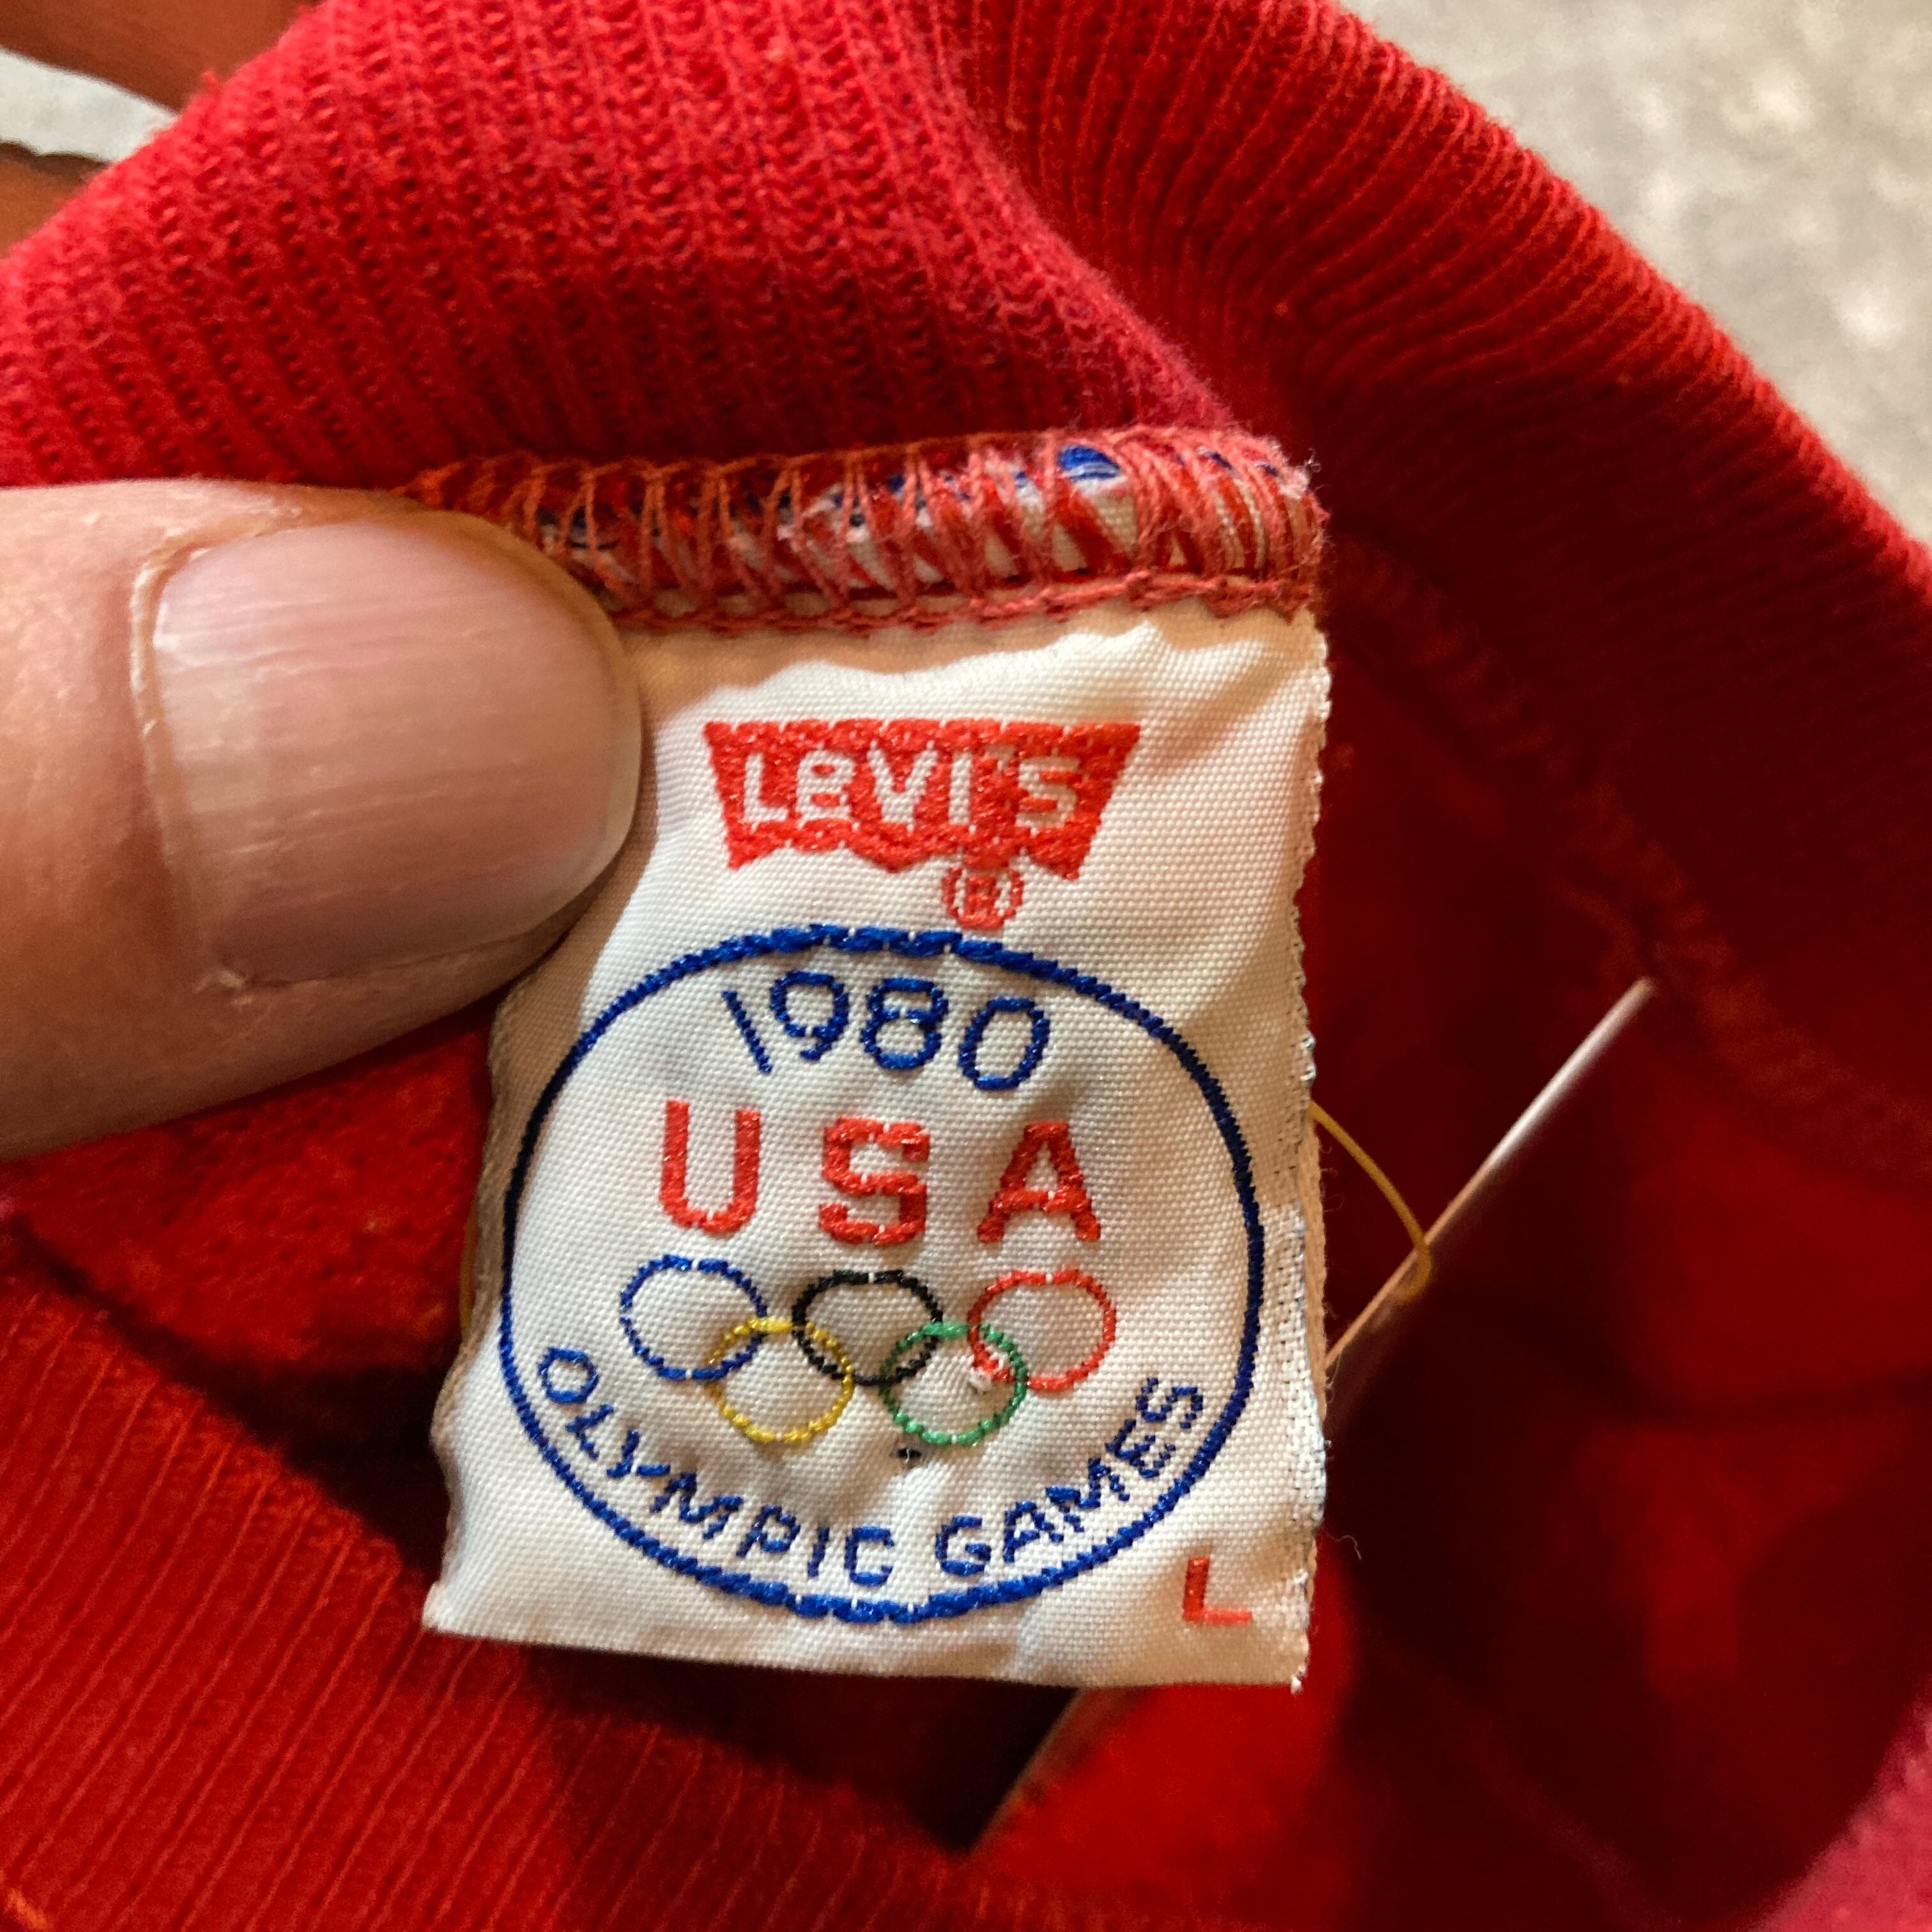 LEVI'S
®
1980
USA
OLYMPIC GAMES
L